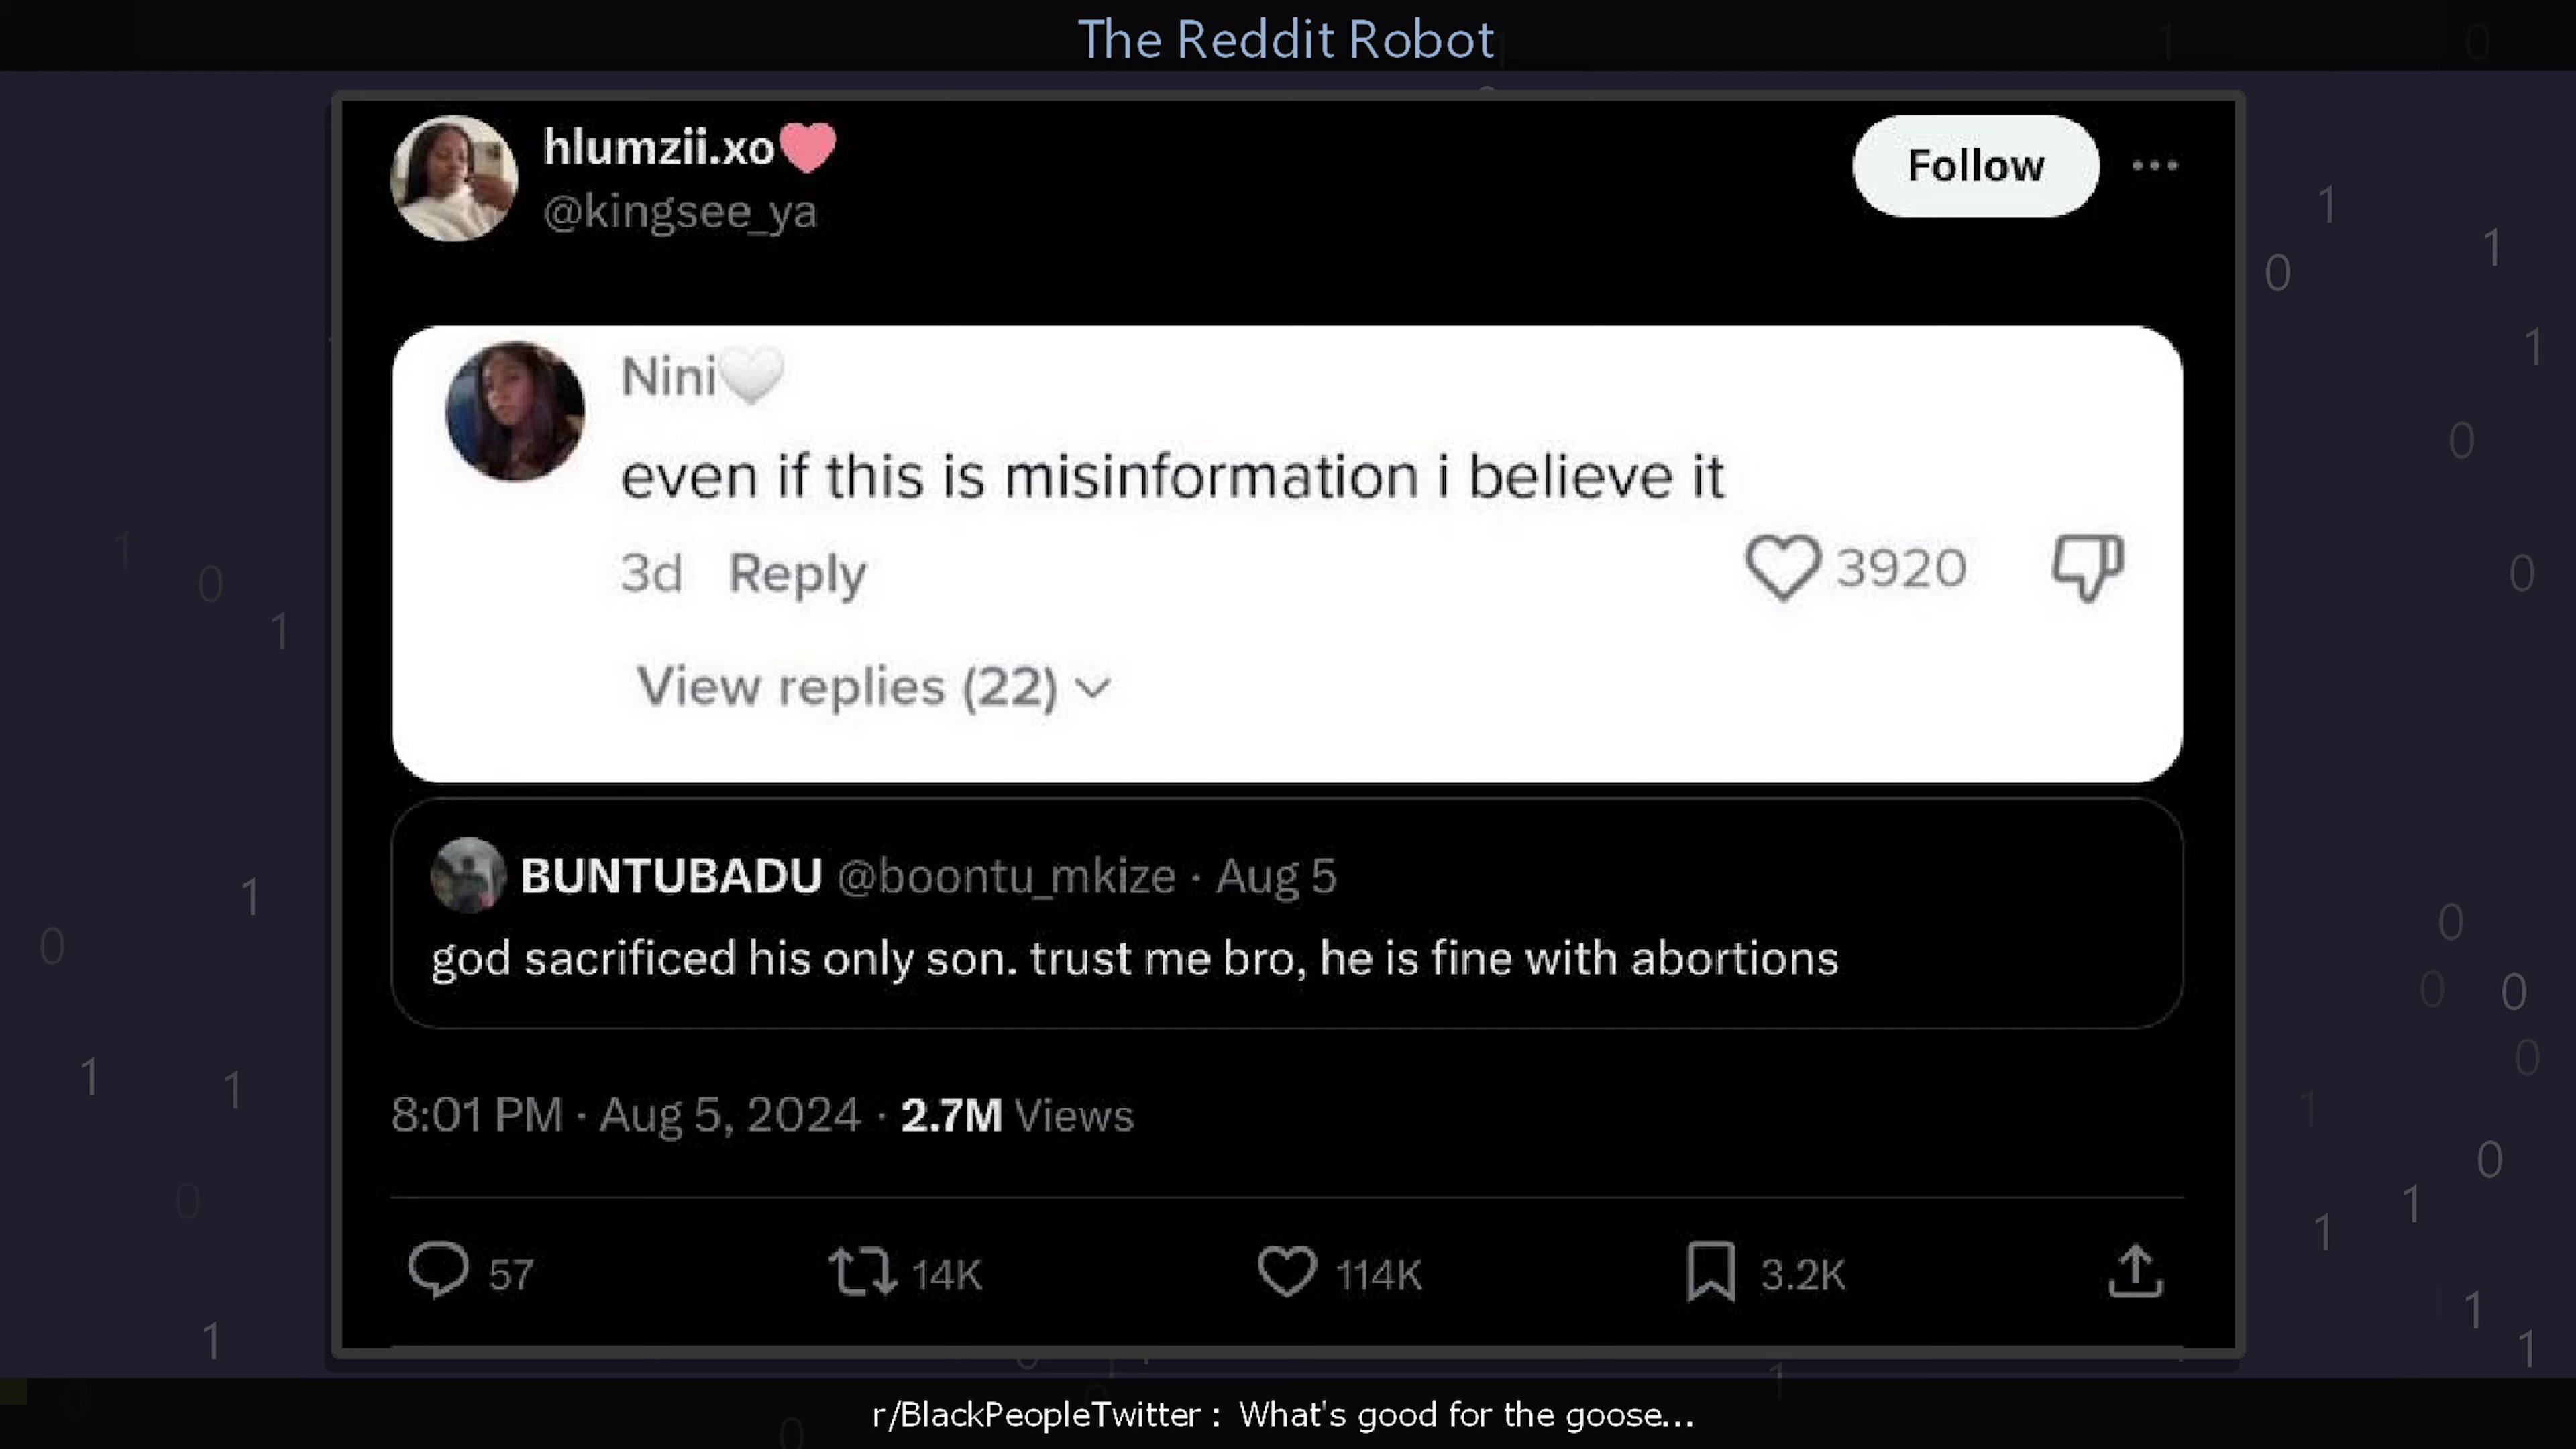 The Reddit Robot
hlumzii.xo🩷
@kingsee_ya
Follow
Nini🤍
even if this is misinformation i believe it
3d Reply
3920
View replies (22)
BUNTUBADU @boontu_mkize · Aug 5
god sacrificed his only son. trust me bro, he is fine with abortions
8:01 PM · Aug 5, 2024 · 2.7M Views
57 14K 114K 3.2K
r/BlackPeopleTwitter : What's good for the goose...